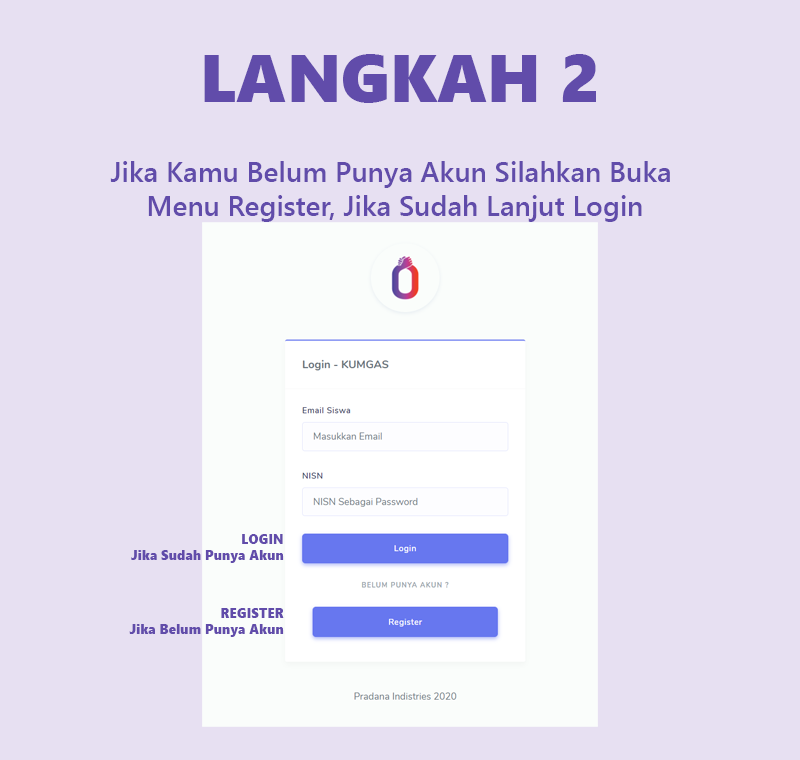 LANGKAH 2
Jika Kamu Belum Punya Akun Silahkan Buka
Menu Register, Jika Sudah Lanjut Login
Login - KUMGAS
Email Siswa
Masukkan Email
NISN
NISN Sebagai Password
LOGIN
Jika Sudah Punya Akun
Login
BELUM PUNYA AKUN ?
REGISTER
Jika Belum Punya Akun
Register
Pradana Indistries 2020